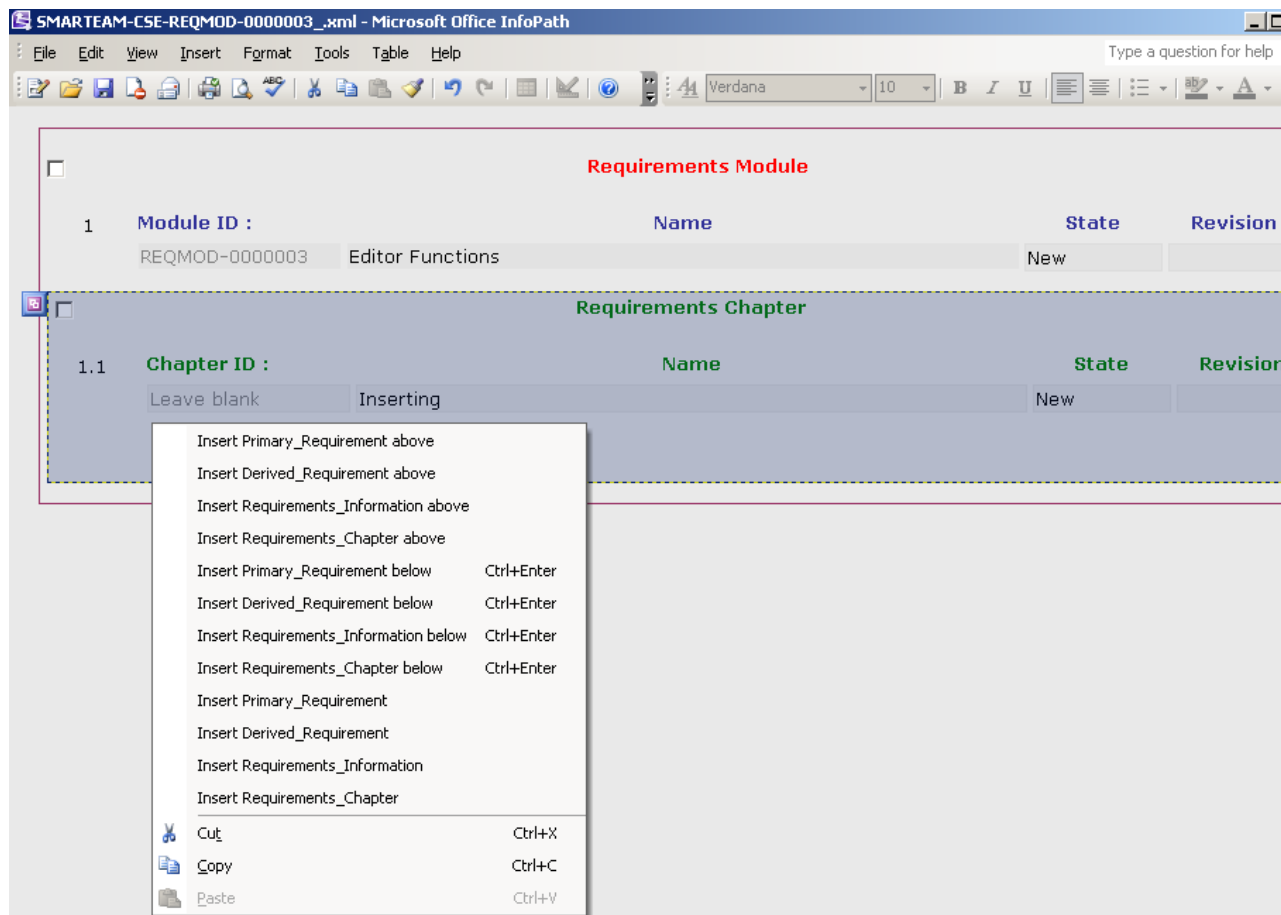 SMARTEAM-CSE-REQMOD-0000003_.xml - Microsoft Office InfoPath
File Edit View Insert Format Tools Table Help Type a question for help
ABC Verdana 10 B I U ab A
Requirements Module
1 Module ID : Name State Revision
REQMOD-0000003 Editor Functions New
Requirements Chapter
1.1 Chapter ID : Name State Revision
Leave blank Inserting New
Insert Primary_Requirement above
Insert Derived_Requirement above
Insert Requirements_Information above
Insert Requirements_Chapter above
Insert Primary_Requirement below Ctrl+Enter
Insert Derived_Requirement below Ctrl+Enter
Insert Requirements_Information below Ctrl+Enter
Insert Requirements_Chapter below Ctrl+Enter
Insert Primary_Requirement
Insert Derived_Requirement
Insert Requirements_Information
Insert Requirements_Chapter
Cut Ctrl+X
Copy Ctrl+C
Paste Ctrl+V